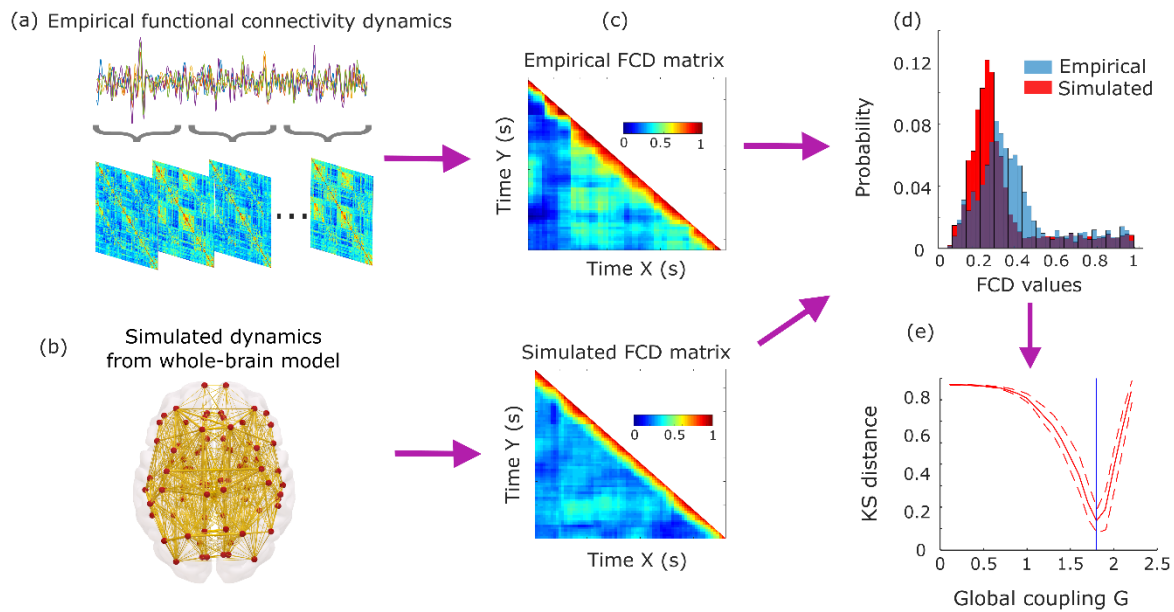 (a)
Empirical functional connectivity dynamics
...
(b)
Simulated dynamics
from whole-brain model
(c)
Empirical FCD matrix
Time Y (s)
0 0.5 1
Time X (s)
Simulated FCD matrix
Time Y (s)
0 0.5 1
Time X (s)
(d)
Probability
0.12
0.08
0.04
0
Empirical
Simulated
0 0.2 0.4 0.6 0.8 1
FCD values
(e)
KS distance
0.8
0.6
0.4
0.2
0
0 0.5 1 1.5 2 2.5
Global coupling G